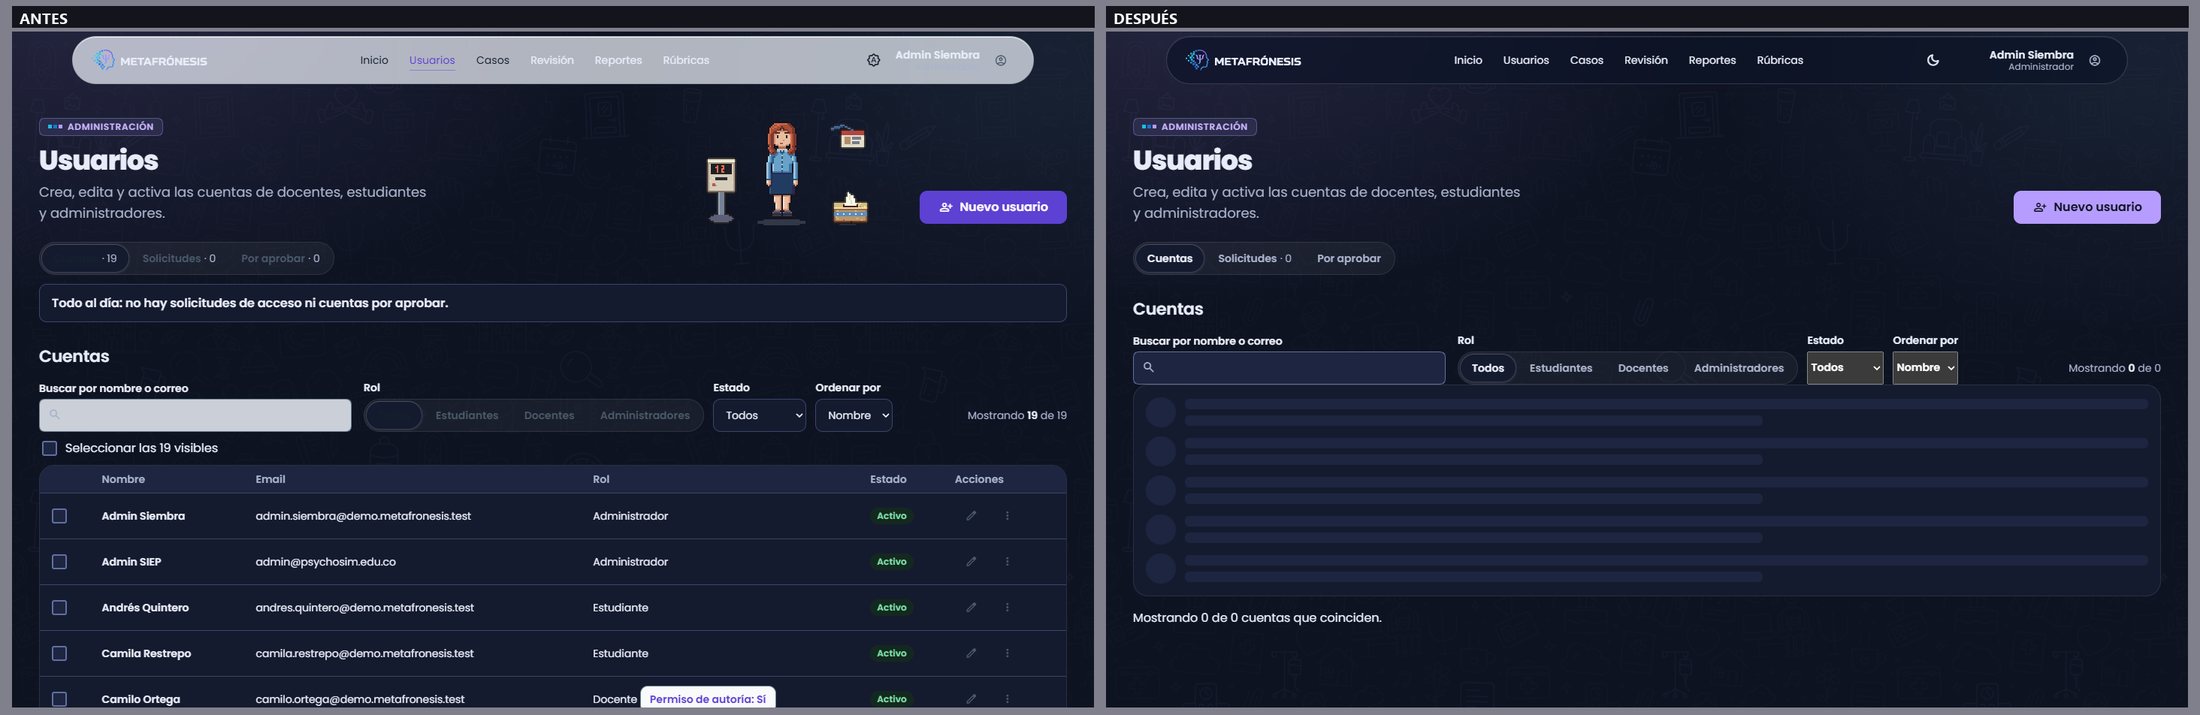 ANTES
METAFRÓNESIS
Inicio Usuarios Casos Revisión Reportes Rúbricas
Admin Siembra
ADMINISTRACIÓN
Usuarios
Crea, edita y activa las cuentas de docentes, estudiantes
y administradores.
12
Nuevo usuario
· 19 Solicitudes · 0 Por aprobar · 0
Todo al día: no hay solicitudes de acceso ni cuentas por aprobar.
Cuentas
Buscar por nombre o correo Rol Estado Ordenar por
Estudiantes Docentes Administradores Todos Nombre Mostrando 19 de 19
Seleccionar las 19 visibles
Nombre Email Rol Estado Acciones
Admin Siembra admin.siembra@demo.metafronesis.test Administrador Activo
Admin SIEP admin@psychosim.edu.co Administrador Activo
Andrés Quintero andres.quintero@demo.metafronesis.test Estudiante Activo
Camila Restrepo camila.restrepo@demo.metafronesis.test Estudiante Activo
Camilo Ortega camilo.ortega@demo.metafronesis.test Docente Permiso de autoría: Sí Activo
DESPUÉS
METAFRÓNESIS
Inicio Usuarios Casos Revisión Reportes Rúbricas
Admin Siembra
Administrador
ADMINISTRACIÓN
Usuarios
Crea, edita y activa las cuentas de docentes, estudiantes
y administradores.
Nuevo usuario
Cuentas Solicitudes · 0 Por aprobar
Cuentas
Buscar por nombre o correo Rol Estado Ordenar por
Todos Estudiantes Docentes Administradores Todos Nombre Mostrando 0 de 0
Mostrando 0 de 0 cuentas que coinciden.